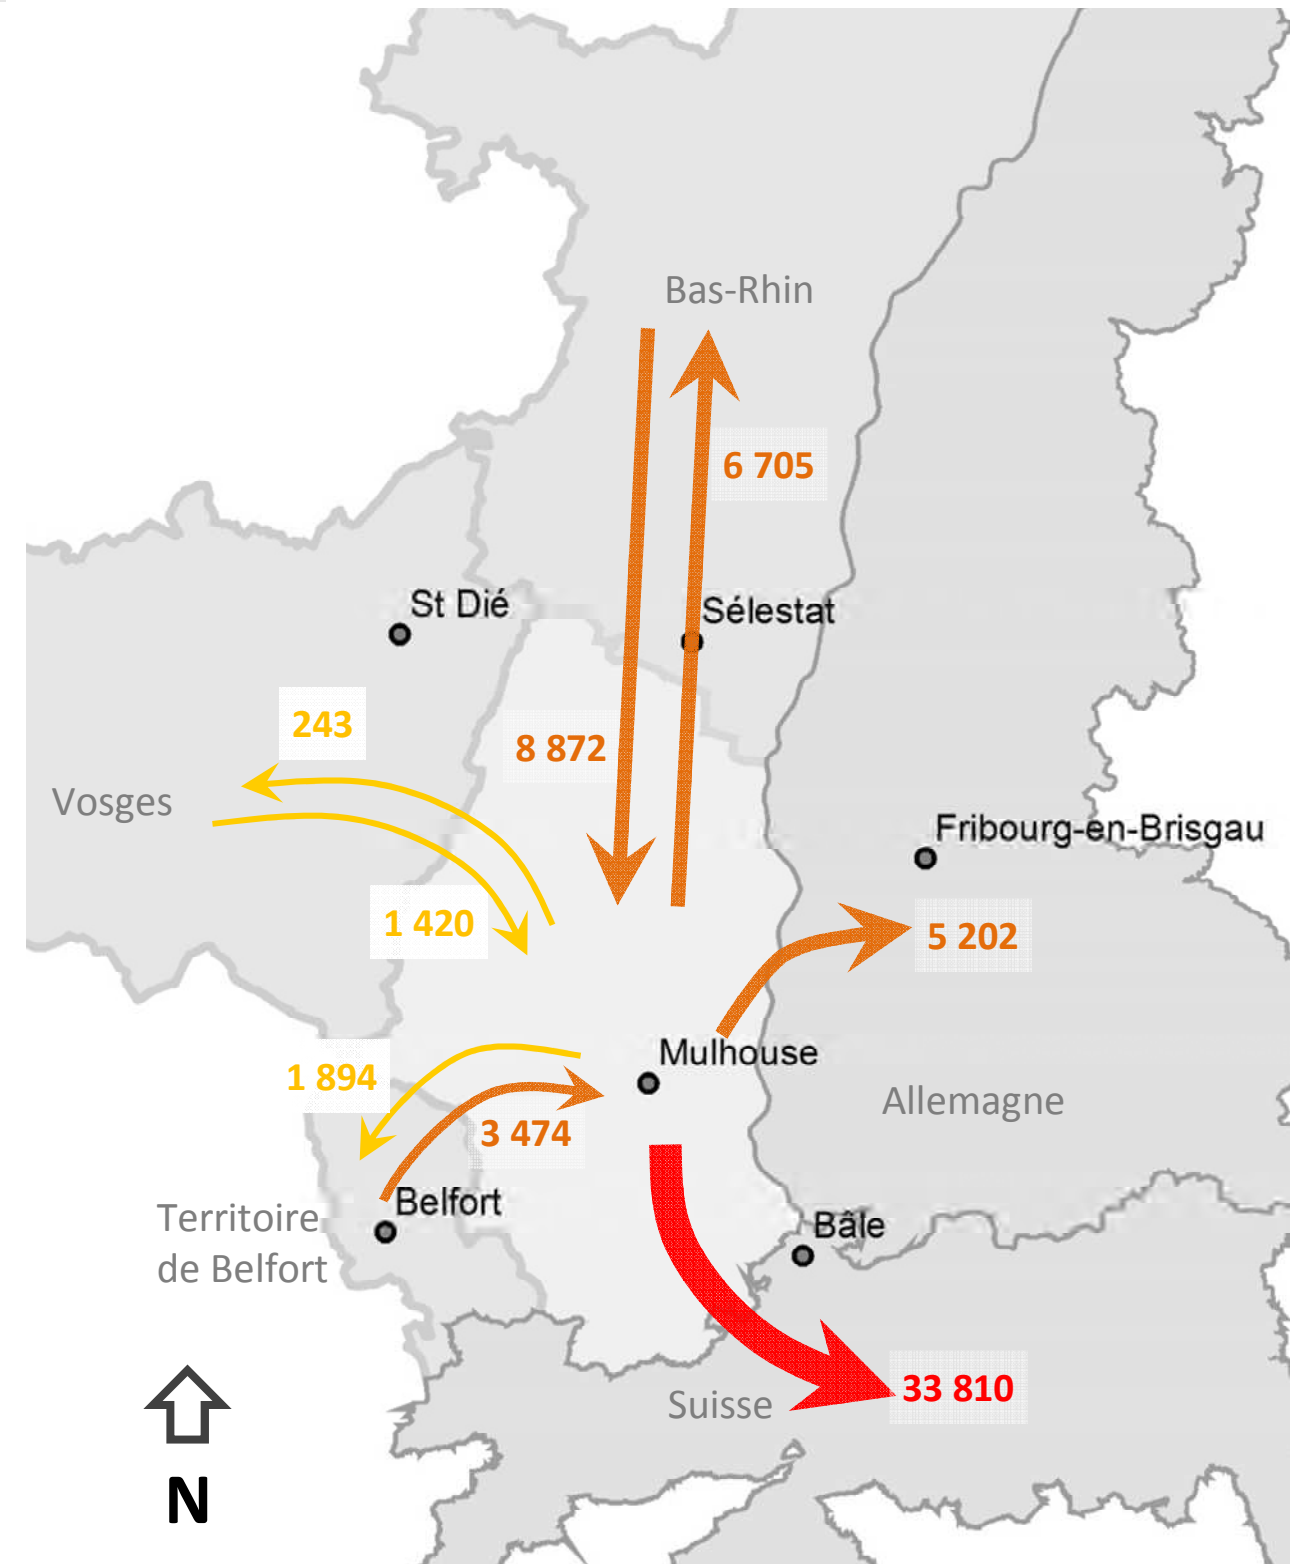 Bas-Rhin
6 705
St Dié
Sélestat
243
8 872
Vosges
Fribourg-en-Brisgau
1 420
5 202
Mulhouse
1 894
Allemagne
3 474
Belfort
Territoire
de Belfort
Bâle
33 810
Suisse
N